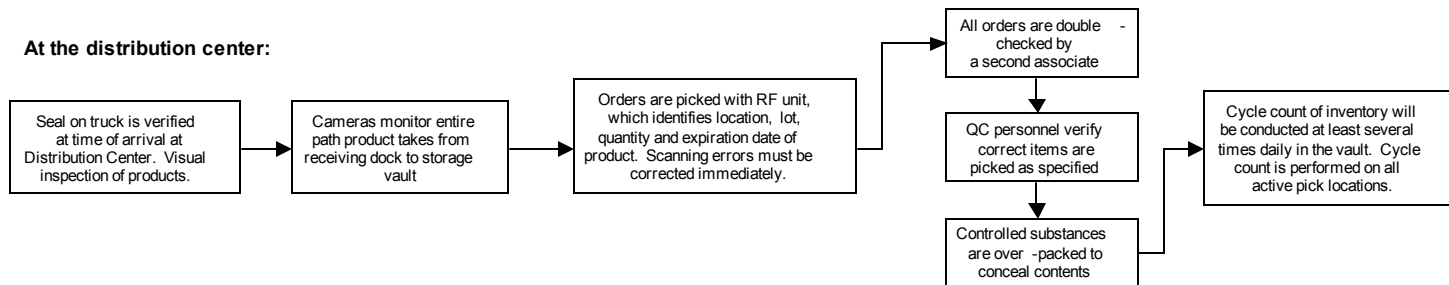 At the distribution center:
Seal on truck is verified
at time of arrival at
Distribution Center. Visual
inspection of products.
Cameras monitor entire
path product takes from
receiving dock to storage
vault
Orders are picked with RF unit,
which identifies location, lot,
quantity and expiration date of
product. Scanning errors must be
corrected immediately.
All orders are double -
checked by
a second associate
QC personnel verify
correct items are
picked as specified
Controlled substances
are over -packed to
conceal contents
Cycle count of inventory will
be conducted at least several
times daily in the vault. Cycle
count is performed on all
active pick locations.